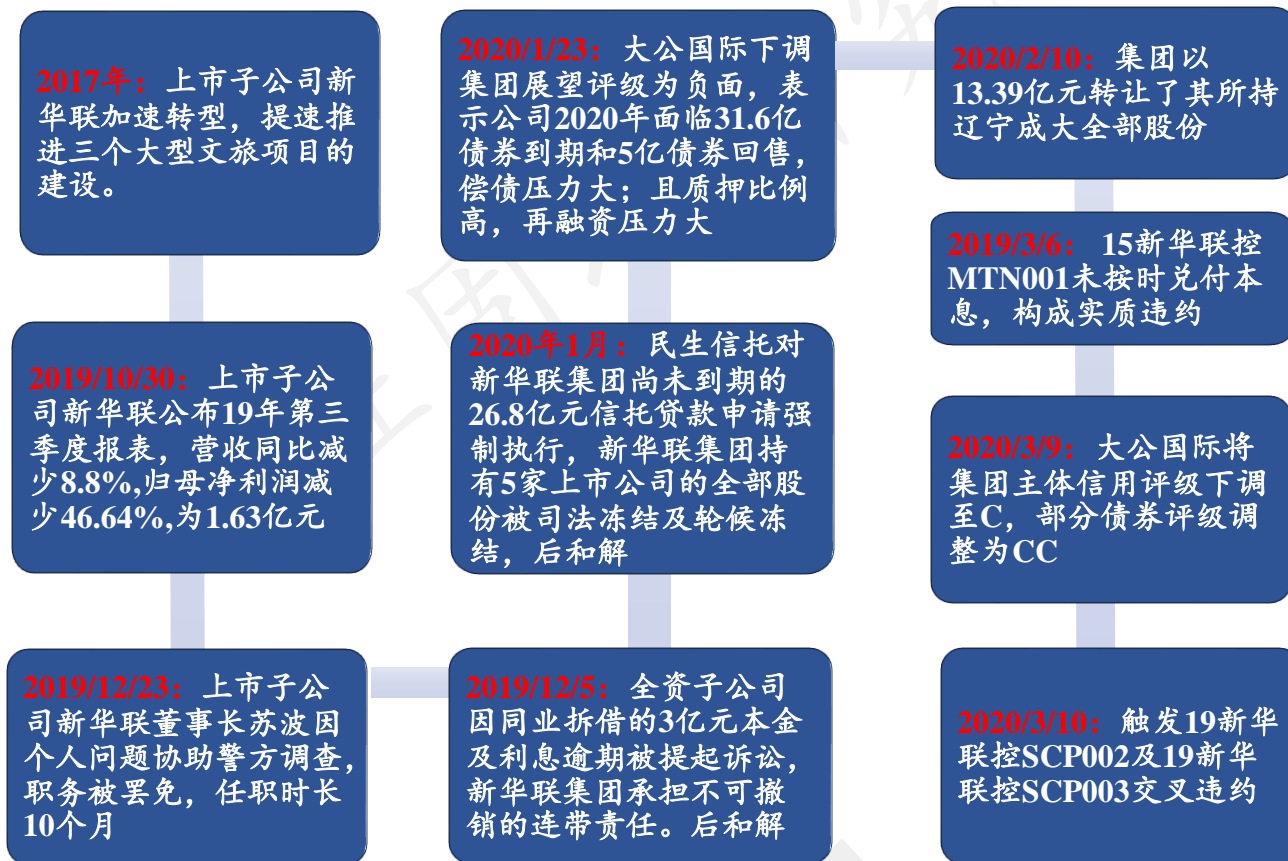 2017年：上市子公司新
华联加速转型，提速推
进三个大型文旅项目的
建设。
2019/10/30：上市子公
司新华联公布19年第三
季度报表，营收同比减
少8.8%,归母净利润减
少46.64%,为1.63亿元
2019/12/23：上市子公
司新华联董事长苏波因
个人问题协助警方调查，
职务被罢免，任职时长
10个月
2019/12/5：全资子公司
因同业拆借的3亿元本金
及利息逾期被提起诉讼，
新华联集团承担不可撤
销的连带责任。后和解
2020年1月：民生信托对
新华联集团尚未到期的
26.8亿元信托贷款申请强
制执行，新华联集团持
有5家上市公司的全部股
份被司法冻结及轮候冻
结，后和解
2020/1/23：大公国际下调
集团展望评级为负面，表
示公司2020年面临31.6亿
债券到期和5亿债券回售，
偿债压力大；且质押比例
高，再融资压力大
2020/2/10：集团以
13.39亿元转让了其所持
辽宁成大全部股份
2019/3/6：15新华联控
MTN001未按时兑付本
息，构成实质违约
2020/3/9：大公国际将
集团主体信用评级下调
至C，部分债券评级调
整为CC
2020/3/10：触发19新华
联控SCP002及19新华
联控SCP003交叉违约